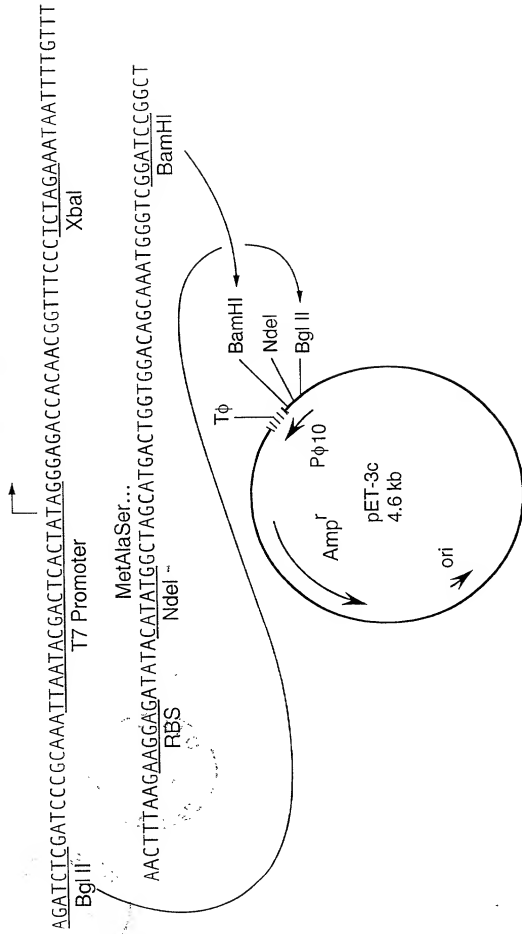 AGATCTCGATCCCGCAAATTAATACGACTCACTATAGGGAGACCACAACGGTTTCCCTCTAGAAATAATTTTGTTT
Bgl II T7 Promoter XbaI
MetAlaSer...
AACTTTAAGAAGGAGATATACATATGGCTAGCATGACTGGTGGACAGCAAATGGGTCGGATCCGGCT
RBS NdeI BamHI
BamHI
NdeI
Bgl II
Tϕ
Pϕ10
pET-3c
4.6 kb
Amp^r
ori